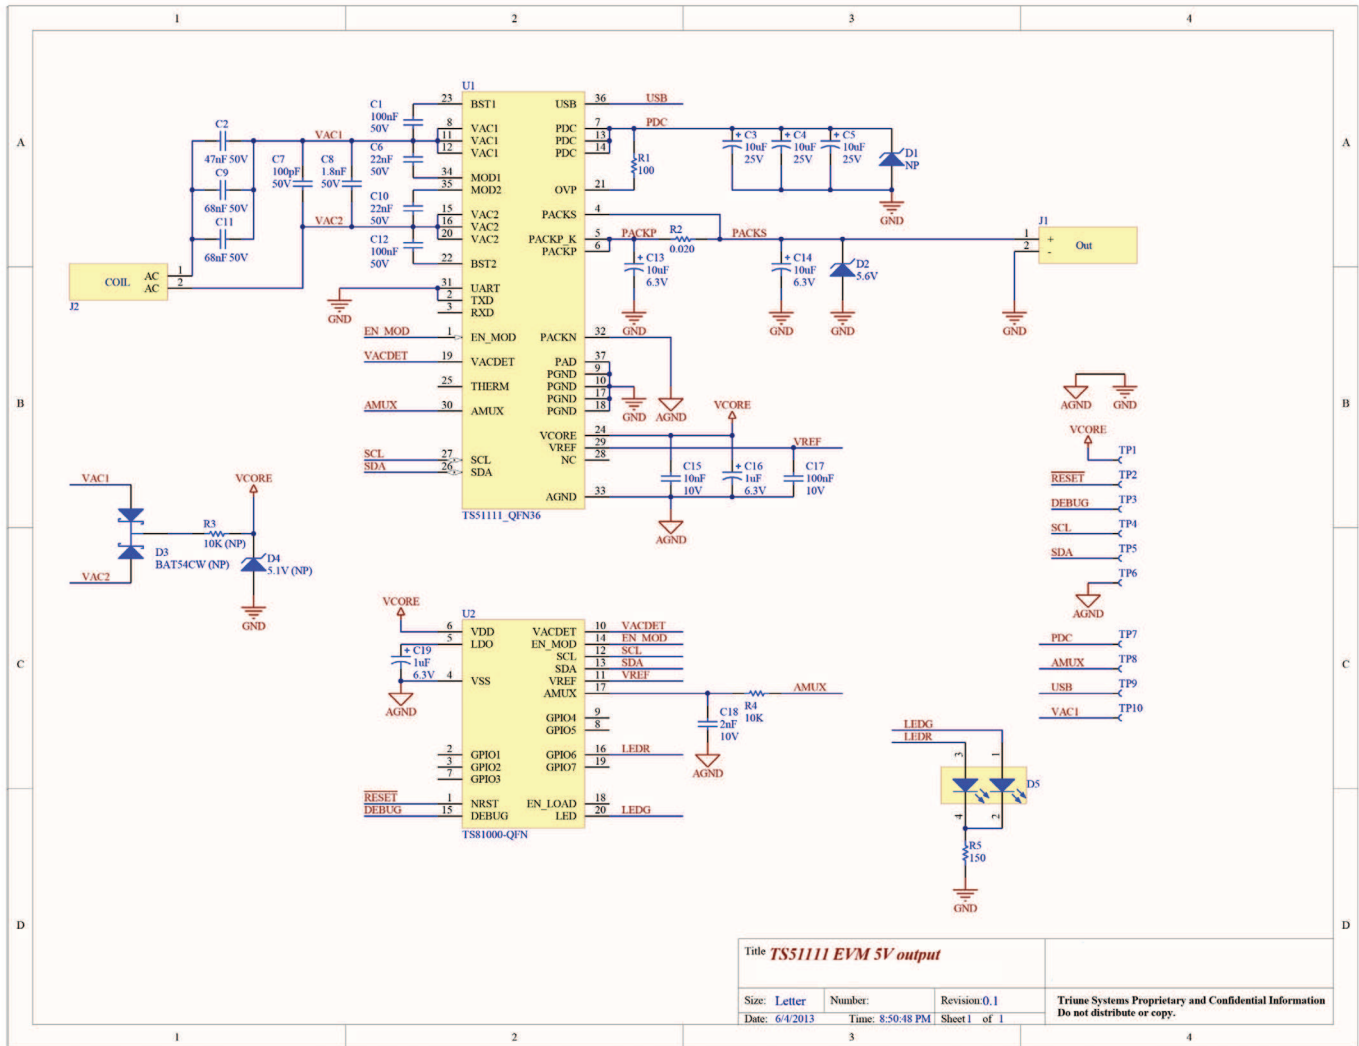 1 2 3 4
A A
B B
C C
D D
1 2 3 4
U1
TS51111_QFN36
23 BST1
8 VAC1
11 VAC1
12 VAC1
34 MOD1
35 MOD2
15 VAC2
16 VAC2
20 VAC2
22 BST2
31 UART
2 TXD
3 RXD
1 EN_MOD
19 VACDET
25 THERM
30 AMUX
27 SCL
26 SDA
USB 36
PDC 7
PDC 13
PDC 14
OVP 21
PACKS 4
PACKP_K 5
PACKP 6
PACKN 32
PAD 37
PGND 9
PGND 10
PGND 17
PGND 18
VCORE 24
VREF 29
NC 28
AGND 33
C2
47nF 50V
C9
68nF 50V
C11
68nF 50V
VAC1
VAC2
C7
100pF
50V
C8
1.8nF
50V
C1
100nF
50V
C6
22nF
50V
C10
22nF
50V
C12
100nF
50V
COIL
AC 1
AC 2
J2
GND
EN MOD
VACDET
AMUX
SCL
SDA
USB
PDC
R1
100
+ C3
10uF
25V
+ C4
10uF
25V
+ C5
10uF
25V
D1
NP
GND
PACKP
R2
0.020
PACKS
+ C13
10uF
6.3V
GND
+ C14
10uF
6.3V
GND
D2
5.6V
GND
J1
1 +
2 -
Out
GND
GND
AGND
VCORE
VREF
C15
10nF
10V
+ C16
1uF
6.3V
C17
100nF
10V
AGND
VAC1
VAC2
D3
BAT54CW (NP)
R3
10K (NP)
VCORE
D4
5.1V (NP)
GND
AGND
GND
VCORE
TP1
RESET TP2
DEBUG TP3
SCL TP4
SDA TP5
TP6
AGND
PDC TP7
AMUX TP8
USB TP9
VAC1 TP10
VCORE
+ C19
1uF
6.3V
AGND
U2
6 VDD
5 LDO
4 VSS
2 GPIO1
3 GPIO2
7 GPIO3
1 NRST
15 DEBUG
RESET
DEBUG
VACDET 10 VACDET
EN_MOD 14 EN MOD
SCL 12 SCL
SDA 13 SDA
VREF 11 VREF
AMUX 17
GPIO4 9
GPIO5 8
GPIO6 16 LEDR
GPIO7 19
EN_LOAD 18
LED 20 LEDG
TS81000-QFN
C18
2nF
10V
AGND
R4
10K
AMUX
LEDG
LEDR
3 1
D5
4 2
R5
150
GND
Title TS51111 EVM 5V output
Size: Letter Number: Revision:0.1
Date: 6/4/2013 Time: 8:50:48 PM Sheet 1 of 1
Triune Systems Proprietary and Confidential Information
Do not distribute or copy.